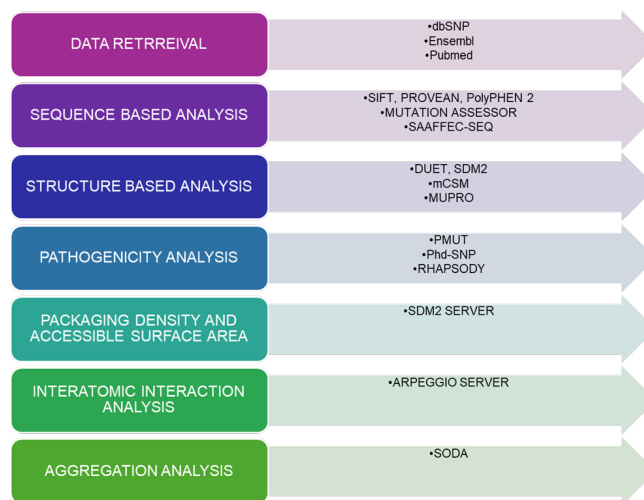 DATA RETRREIVAL
•dbSNP
•Ensembl
•Pubmed
SEQUENCE BASED ANALYSIS
•SIFT, PROVEAN, PolyPHEN 2
•MUTATION ASSESSOR
•SAAFFEC-SEQ
STRUCTURE BASED ANALYSIS
•DUET, SDM2
•mCSM
•MUPRO
PATHOGENICITY ANALYSIS
•PMUT
•Phd-SNP
•RHAPSODY
PACKAGING DENSITY AND
ACCESSIBLE SURFACE AREA
•SDM2 SERVER
INTERATOMIC INTERACTION
ANALYSIS
•ARPEGGIO SERVER
AGGREGATION ANALYSIS
•SODA